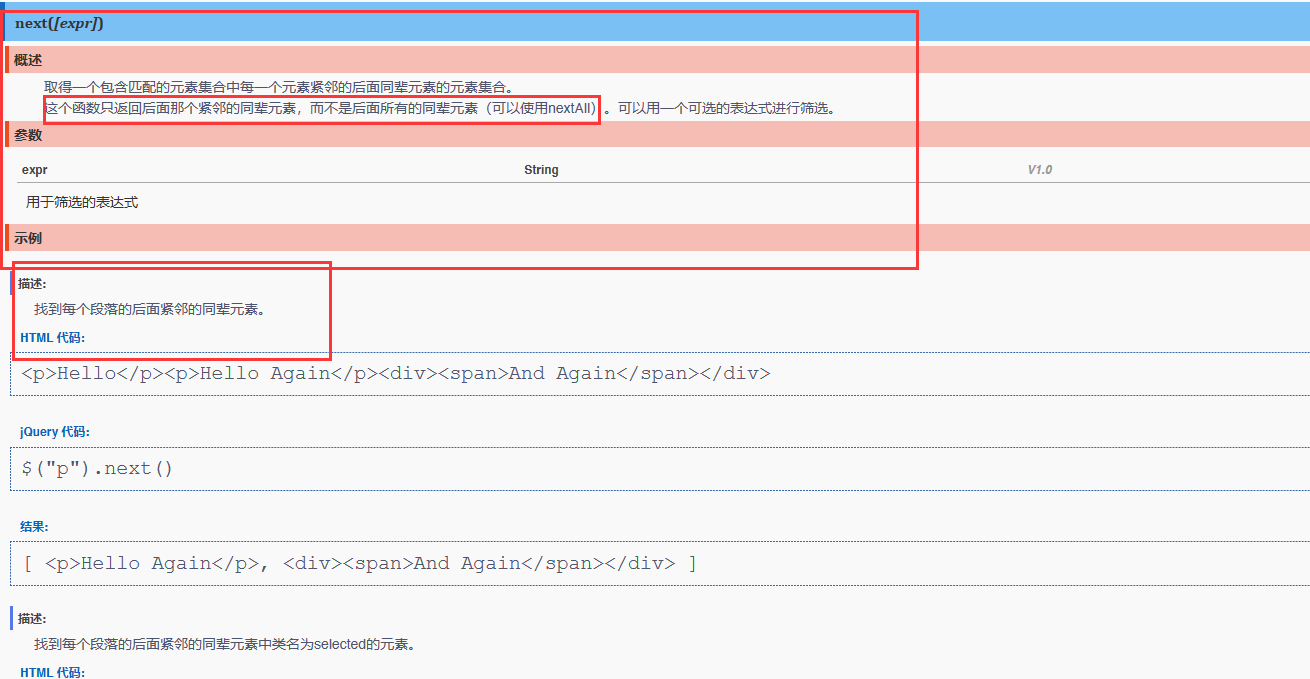 next([expr])
概述
取得一个包含匹配的元素集合中每一个元素紧邻的后面同辈元素的元素集合。
这个函数只返回后面那个紧邻的同辈元素，而不是后面所有的同辈元素（可以使用nextAll）。可以用一个可选的表达式进行筛选。
参数
expr String V1.0
用于筛选的表达式
示例
描述:
找到每个段落的后面紧邻的同辈元素。
HTML 代码:
<p>Hello</p><p>Hello Again</p><div><span>And Again</span></div>
jQuery 代码:
$("p").next()
结果:
[ <p>Hello Again</p>, <div><span>And Again</span></div> ]
描述:
找到每个段落的后面紧邻的同辈元素中类名为selected的元素。
HTML 代码: